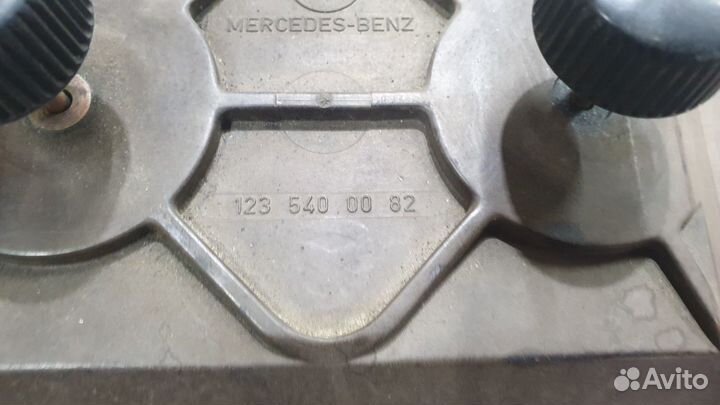 MERCEDES-BENZ
123 540 00 82
Avito